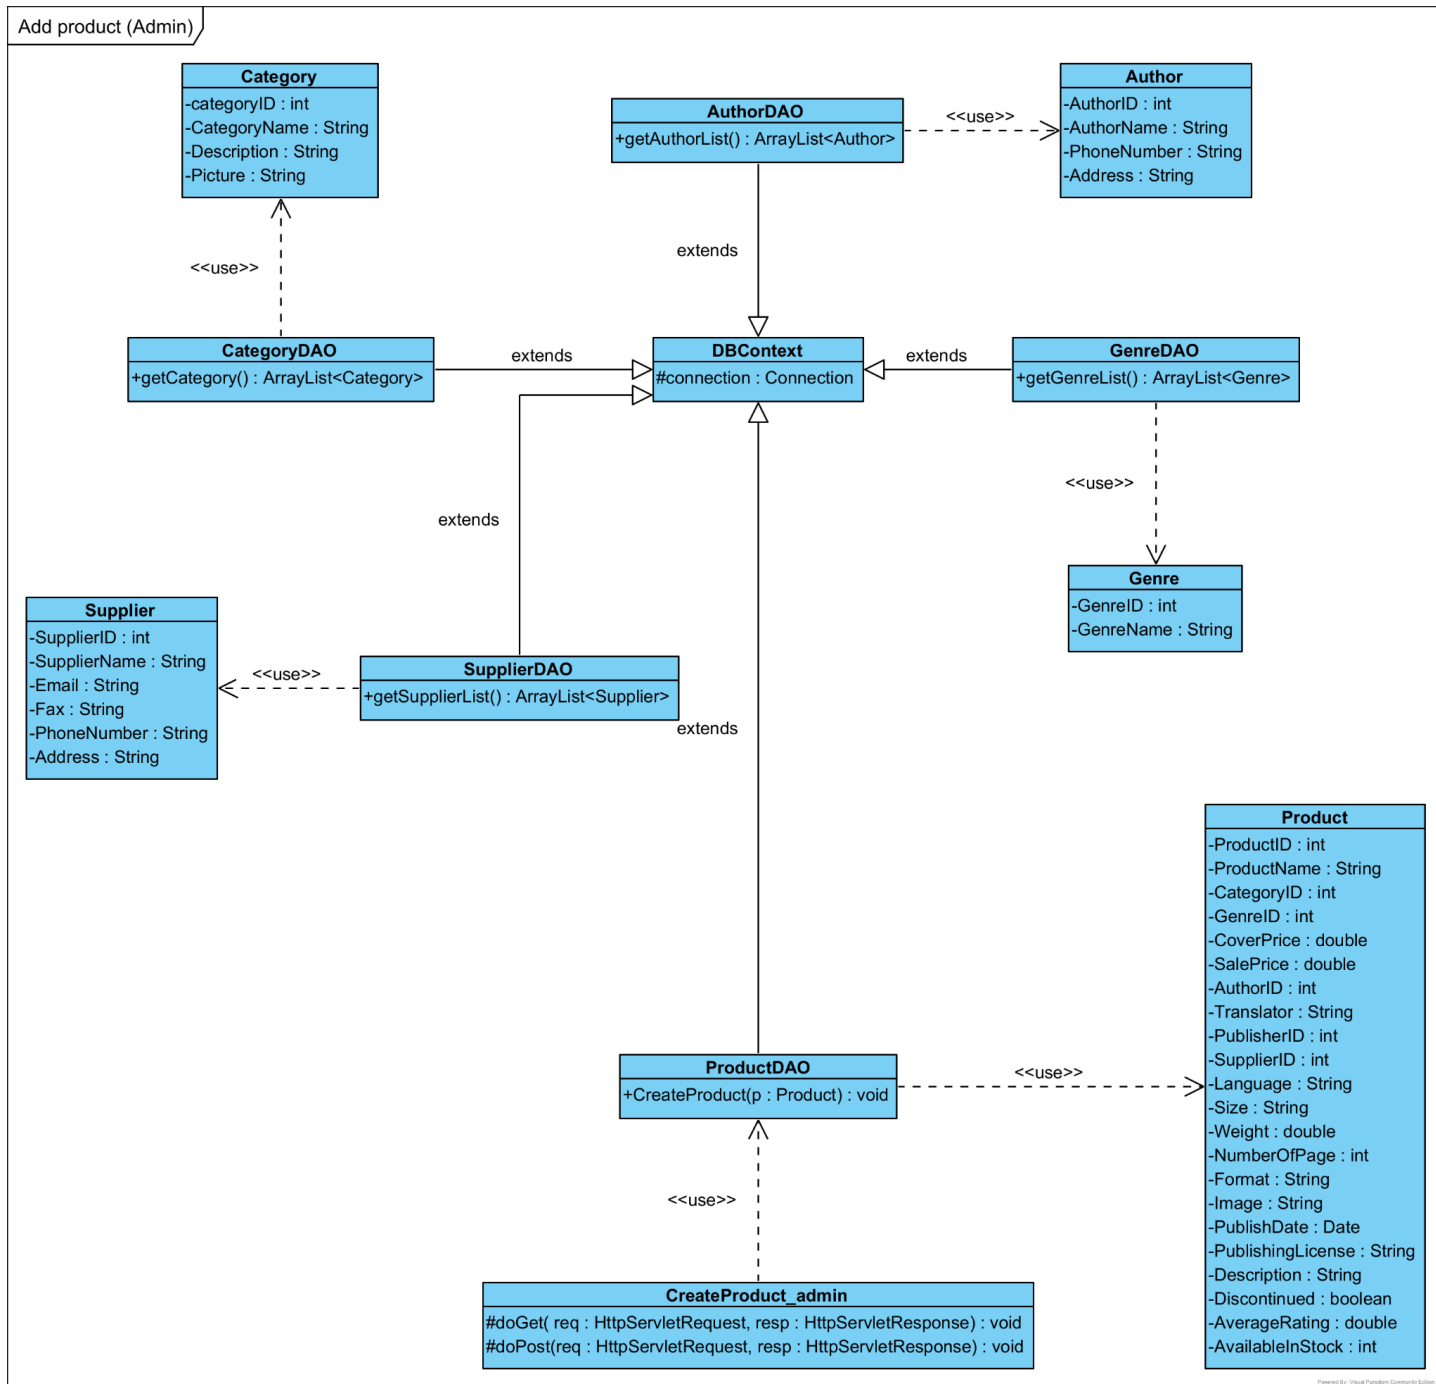 Add product (Admin)
Category
-categoryID : int
-CategoryName : String
-Description : String
-Picture : String
AuthorDAO
+getAuthorList() : ArrayList<Author>
<<use>>
Author
-AuthorID : int
-AuthorName : String
-PhoneNumber : String
-Address : String
<<use>>
extends
CategoryDAO
+getCategory() : ArrayList<Category>
extends
DBContext
#connection : Connection
extends
GenreDAO
+getGenreList() : ArrayList<Genre>
<<use>>
extends
Genre
-GenreID : int
-GenreName : String
Supplier
-SupplierID : int
-SupplierName : String
-Email : String
-Fax : String
-PhoneNumber : String
-Address : String
<<use>>
SupplierDAO
+getSupplierList() : ArrayList<Supplier>
extends
Product
-ProductID : int
-ProductName : String
-CategoryID : int
-GenreID : int
-CoverPrice : double
-SalePrice : double
-AuthorID : int
-Translator : String
-PublisherID : int
-SupplierID : int
-Language : String
-Size : String
-Weight : double
-NumberOfPage : int
-Format : String
-Image : String
-PublishDate : Date
-PublishingLicense : String
-Description : String
-Discontinued : boolean
-AverageRating : double
-AvailableInStock : int
ProductDAO
+CreateProduct(p : Product) : void
<<use>>
<<use>>
CreateProduct_admin
#doGet( req : HttpServletRequest, resp : HttpServletResponse) : void
#doPost(req : HttpServletRequest, resp : HttpServletResponse) : void
Powered By Visual Paradigm Community Edition